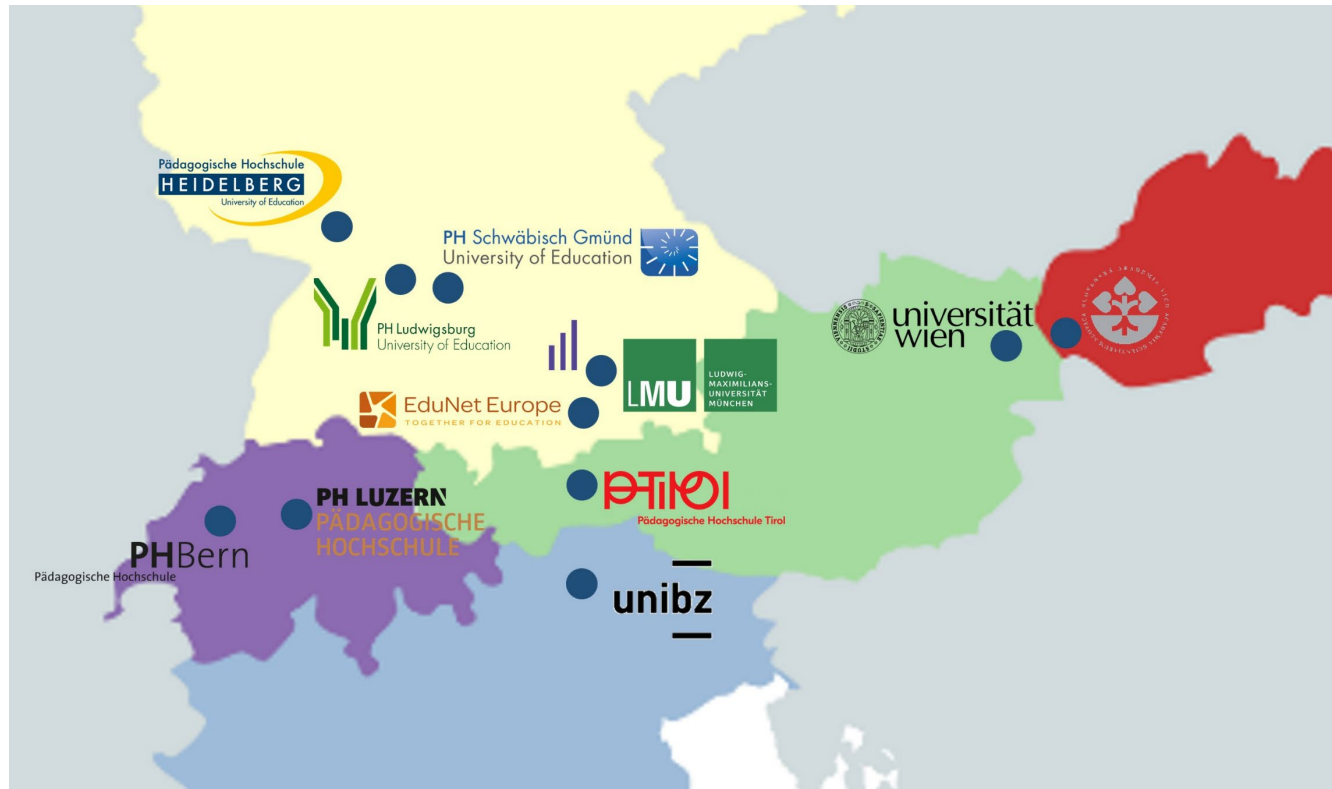 Pädagogische Hochschule
HEIDELBERG
University of Education
PH Schwäbisch Gmünd
University of Education
PH Ludwigsburg
University of Education
universität
wien
LMU
LUDWIG-
MAXIMILIANS-
UNIVERSITÄT
MÜNCHEN
EduNet Europe
TOGETHER FOR EDUCATION
PH LUZERN
PÄDAGOGISCHE
HOCHSCHULE
PHTirol
Pädagogische Hochschule Tirol
PHBern
Pädagogische Hochschule
unibz